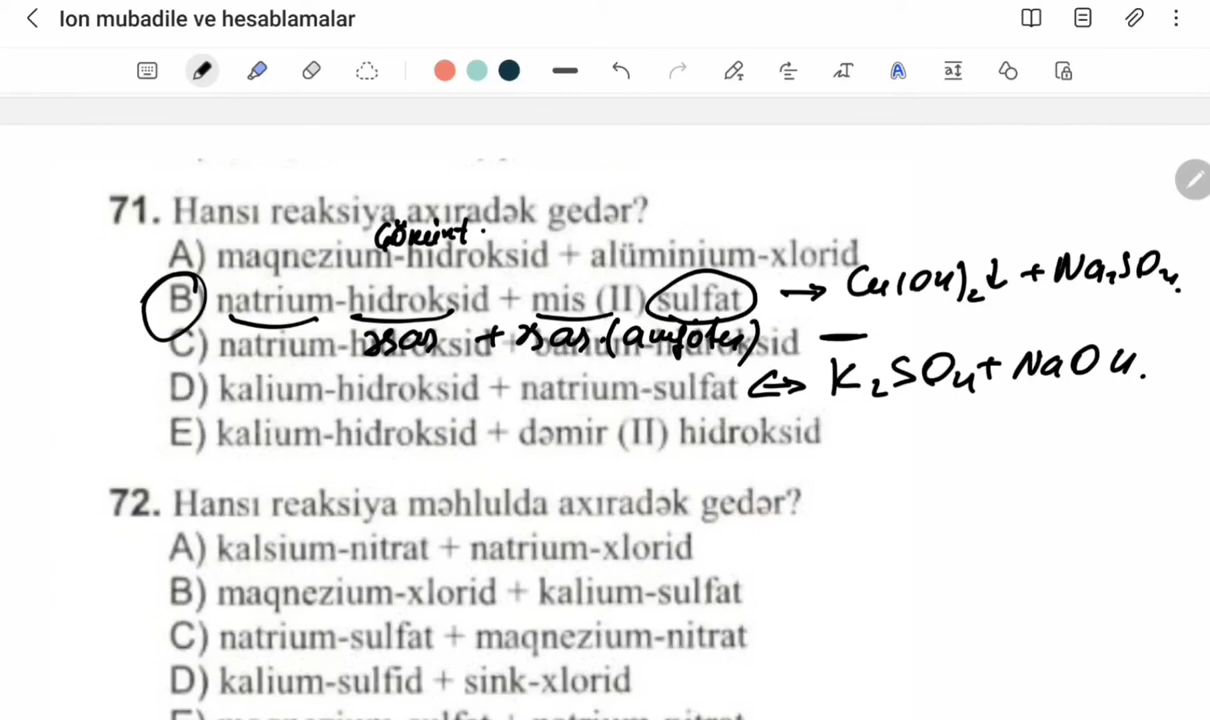 Ion mubadile ve hesablamalar
71. Hansı reaksiya axıradək gedər?
çökünt.
A) maqnezium-hidroksid + alüminium-xlorid
B) natrium-hidroksid + mis (II) sulfat → Cu(OH)₂↓ + Na₂SO₄.
əsas + əsas.(amfoter)
C) natrium-hidroksid + barium-hidroksid —
D) kalium-hidroksid + natrium-sulfat ⇔ K₂SO₄ + NaOH.
E) kalium-hidroksid + dəmir (II) hidroksid
72. Hansı reaksiya məhlulda axıradək gedər?
A) kalsium-nitrat + natrium-xlorid
B) maqnezium-xlorid + kalium-sulfat
C) natrium-sulfat + maqnezium-nitrat
D) kalium-sulfid + sink-xlorid